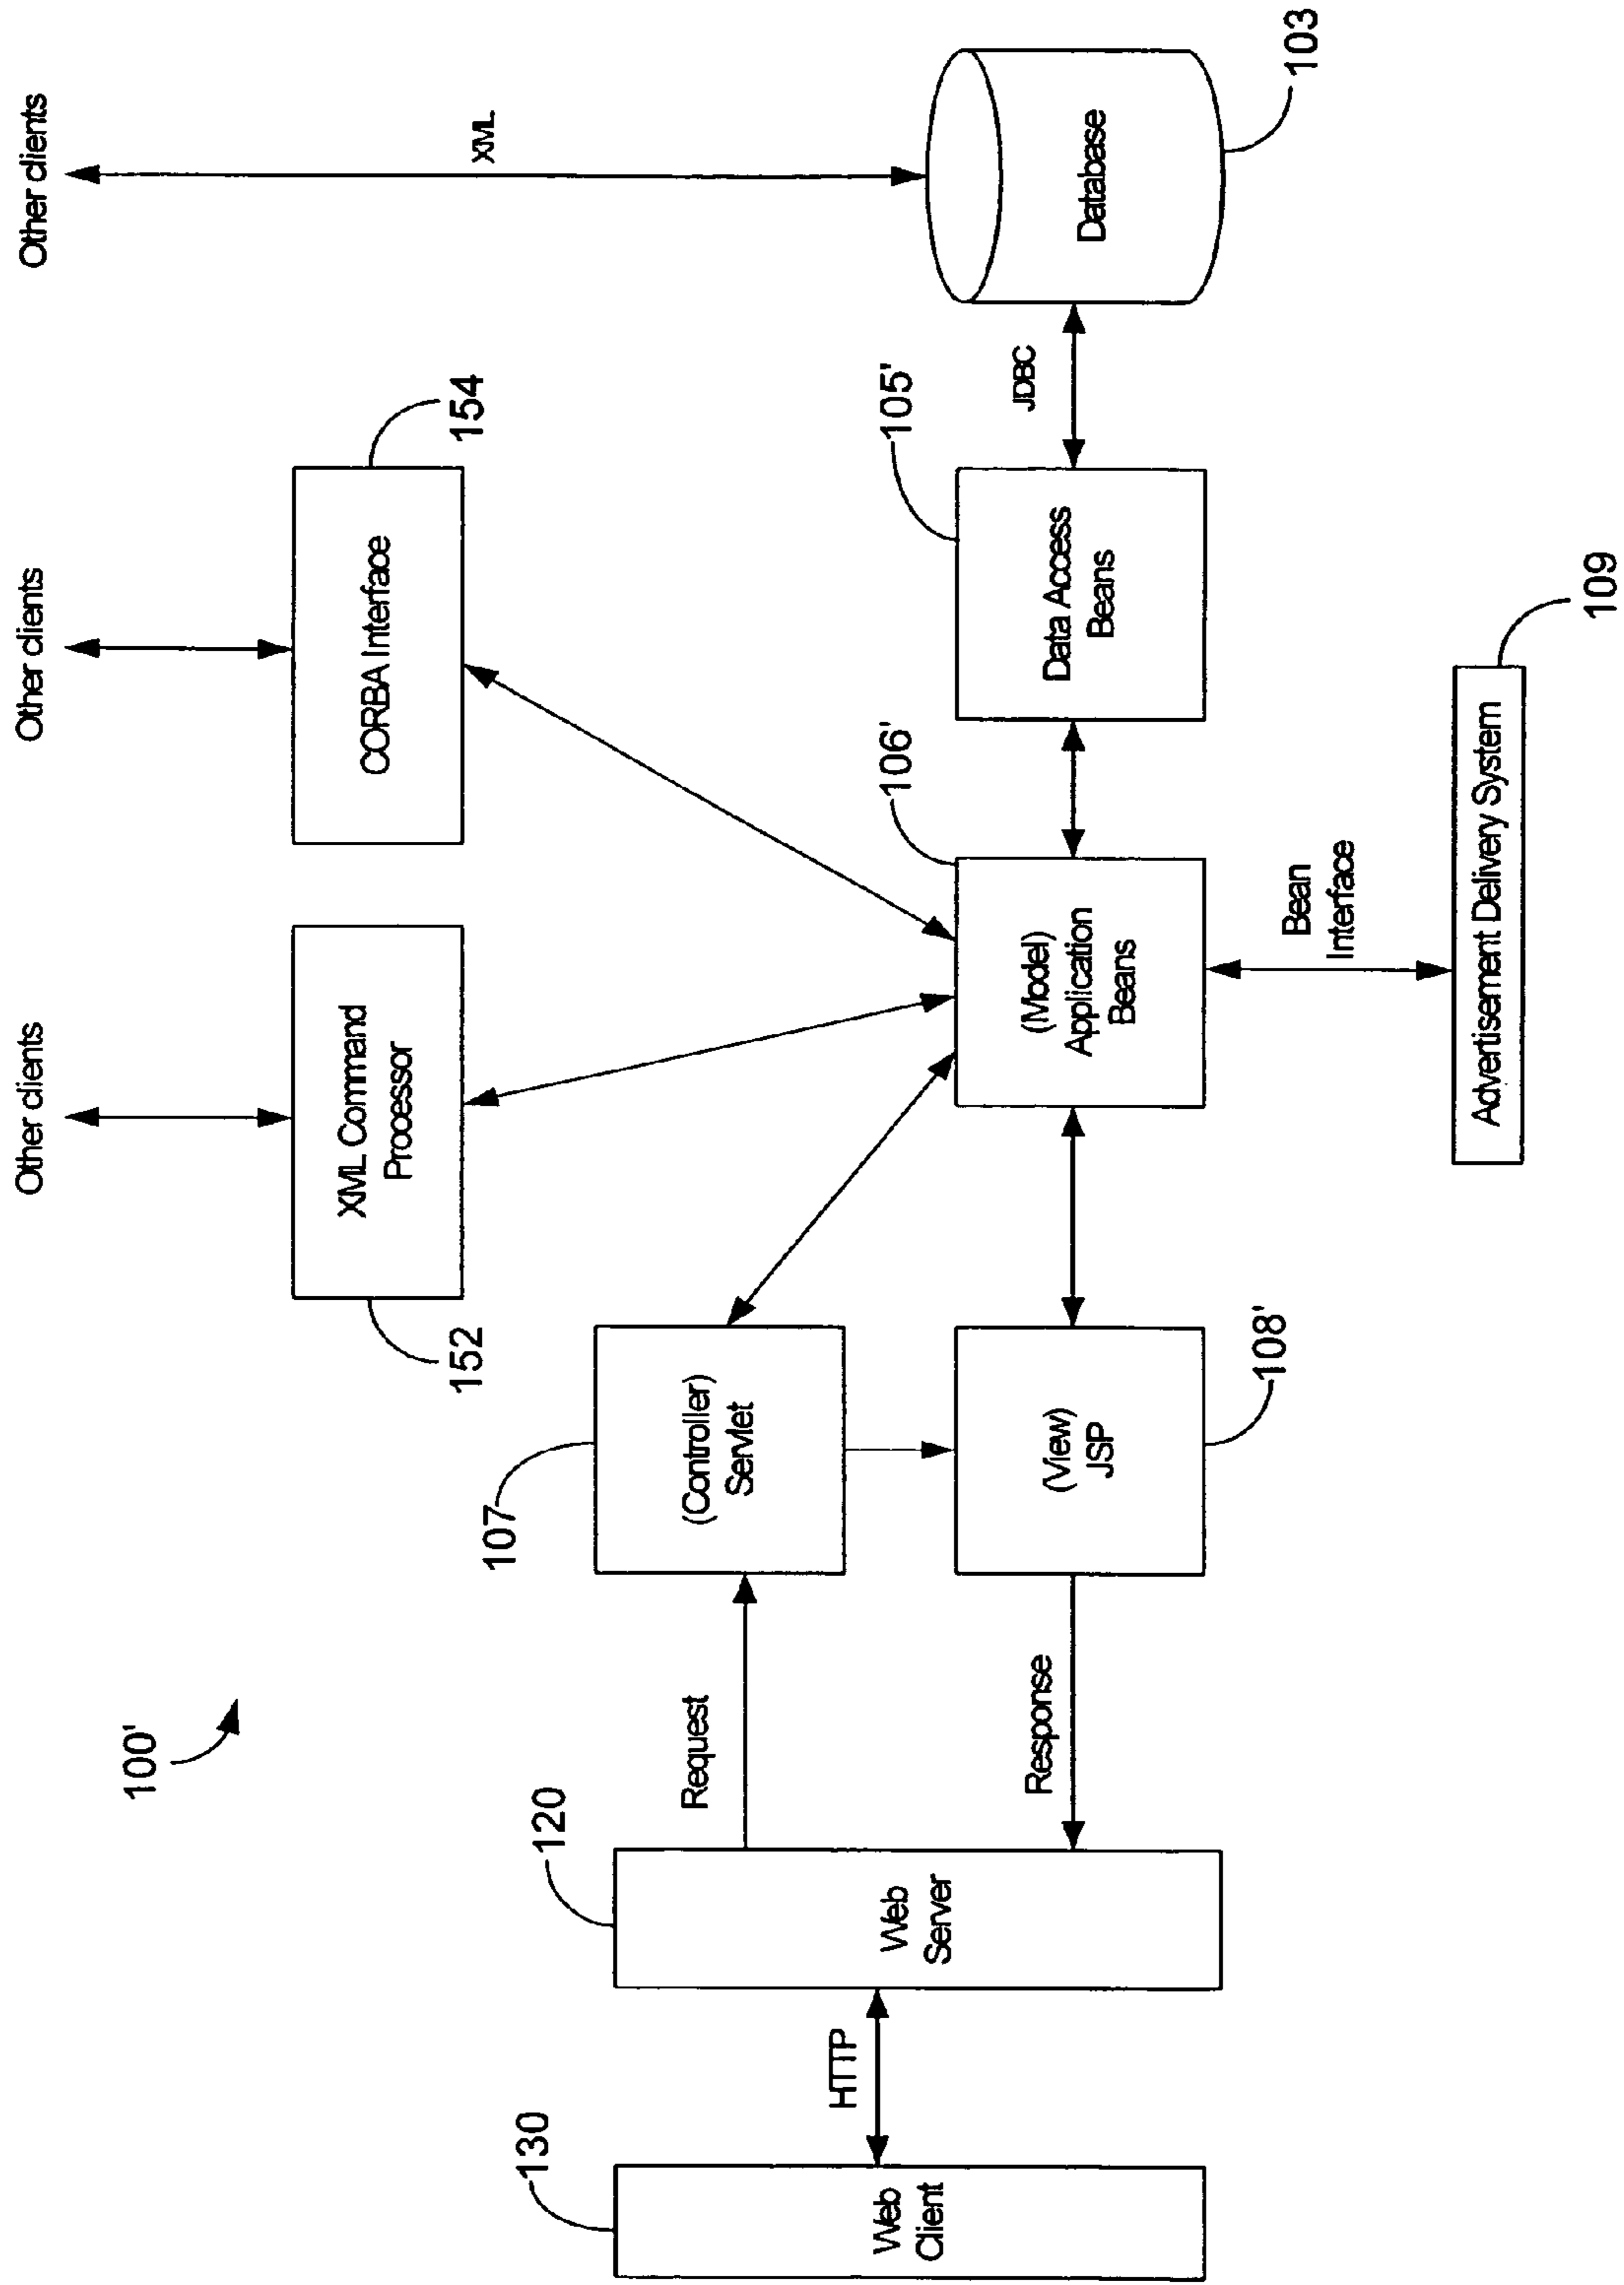 100'
Other clients
Other clients
Other clients
XML Command
Processor
152
CORBA Interface
154
XML
130
Web
Client
HTTP
120
Web
Server
Request
107
(Controller)
Servlet
Response
(View)
JSP
108'
106'
(Model)
Application
Beans
105'
Data Access
Beans
JDBC
Database
103
Bean
Interface
Advertisement Delivery System
109